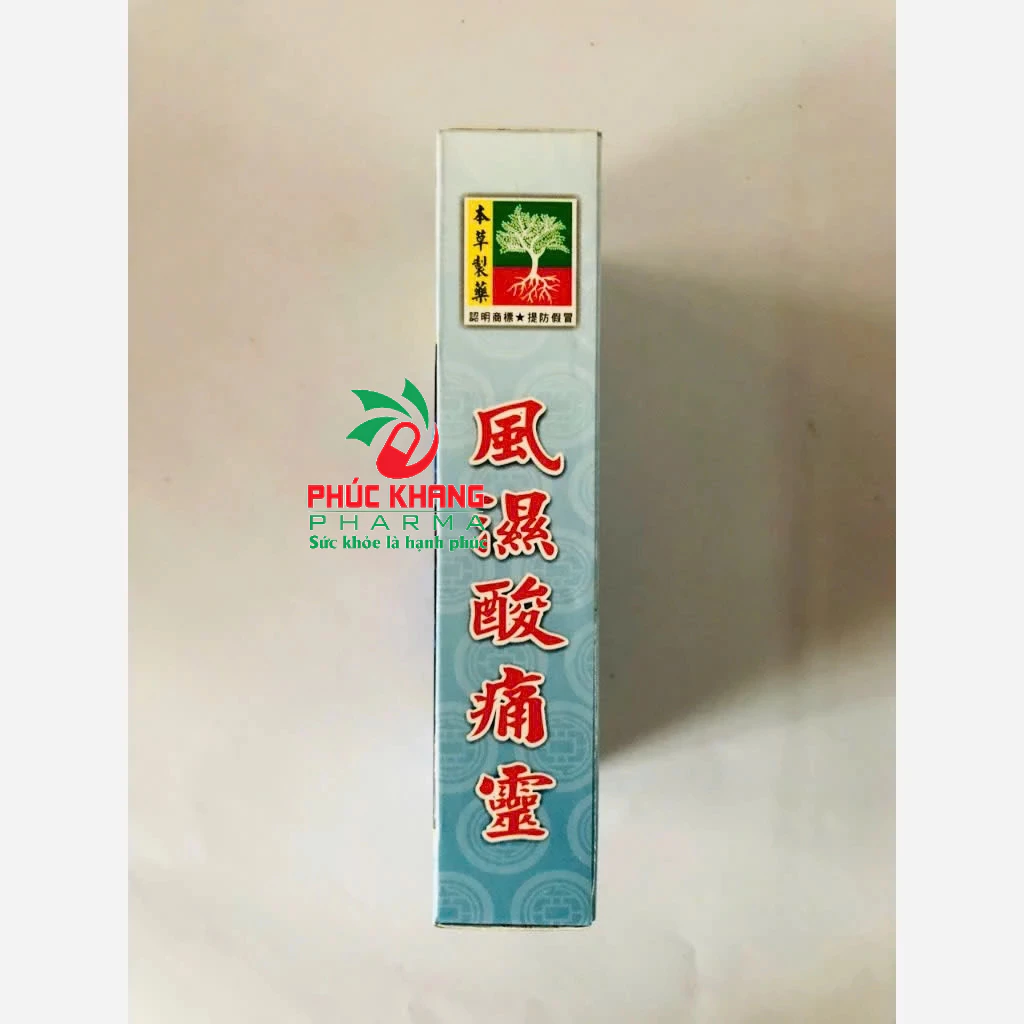 本草製藥
認明商標★提防假冒
風濕酸痛靈
PHÚC KHANG
PHARMA
Sức khỏe là hạnh phúc